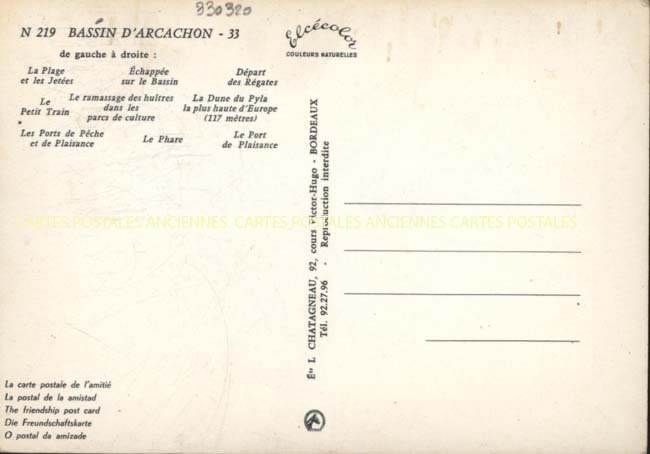 330320
N 219 BASSIN D'ARCACHON - 33
de gauche à droite :
La Plage et les Jetées
Échappée sur le Bassin
Départ des Régates
Le Petit Train
Le ramassage des huîtres dans les parcs de culture
La Dune du Pyla la plus haute d'Europe (117 mètres)
Les Ports de Pêche et de Plaisance
Le Phare
Le Port de Plaisance
Elcécolor
COULEURS NATURELLES
Éts L CHATAGNEAU, 92, cours Victor-Hugo - BORDEAUX
Tél. 92.27.96 - Reproduction interdite
CARTES POSTALES ANCIENNES CARTES POSTALES ANCIENNES CARTES POSTALES
La carte postale de l'amitié
La postal de la amistad
The friendship post card
Die Freundschaftskarte
O postal da amizade